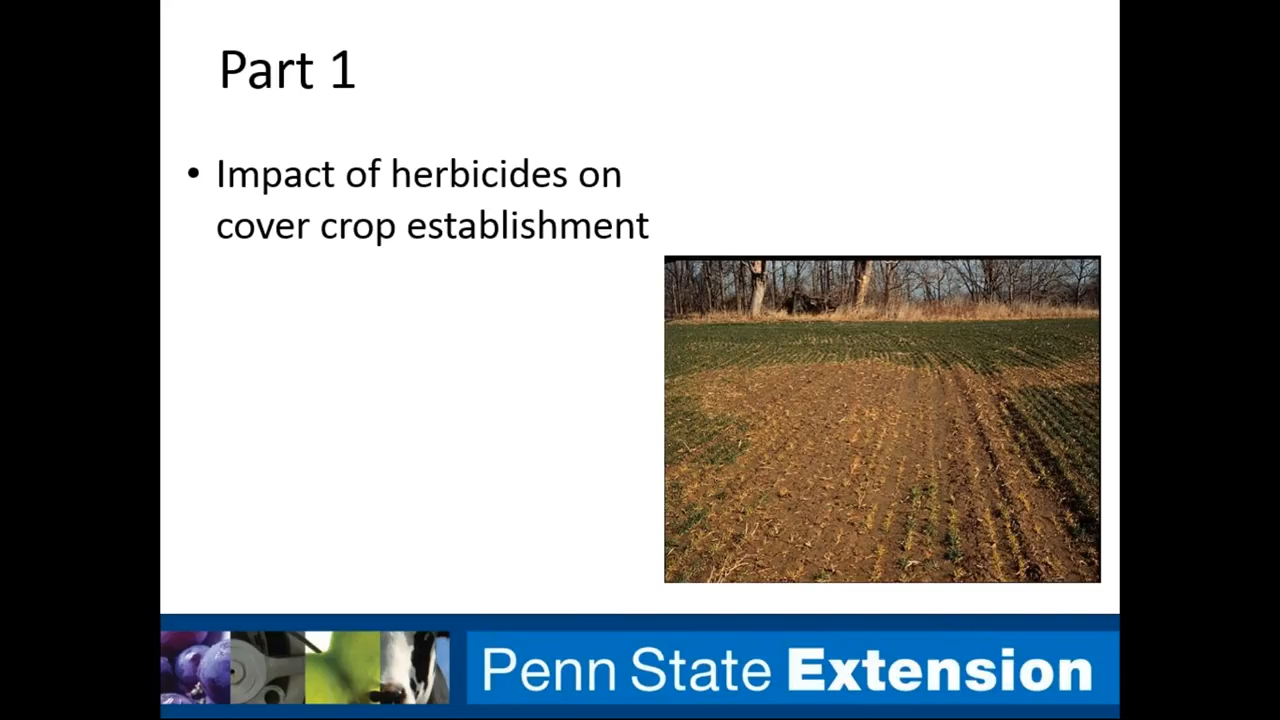 Part 1
• Impact of herbicides on
cover crop establishment
Penn State Extension